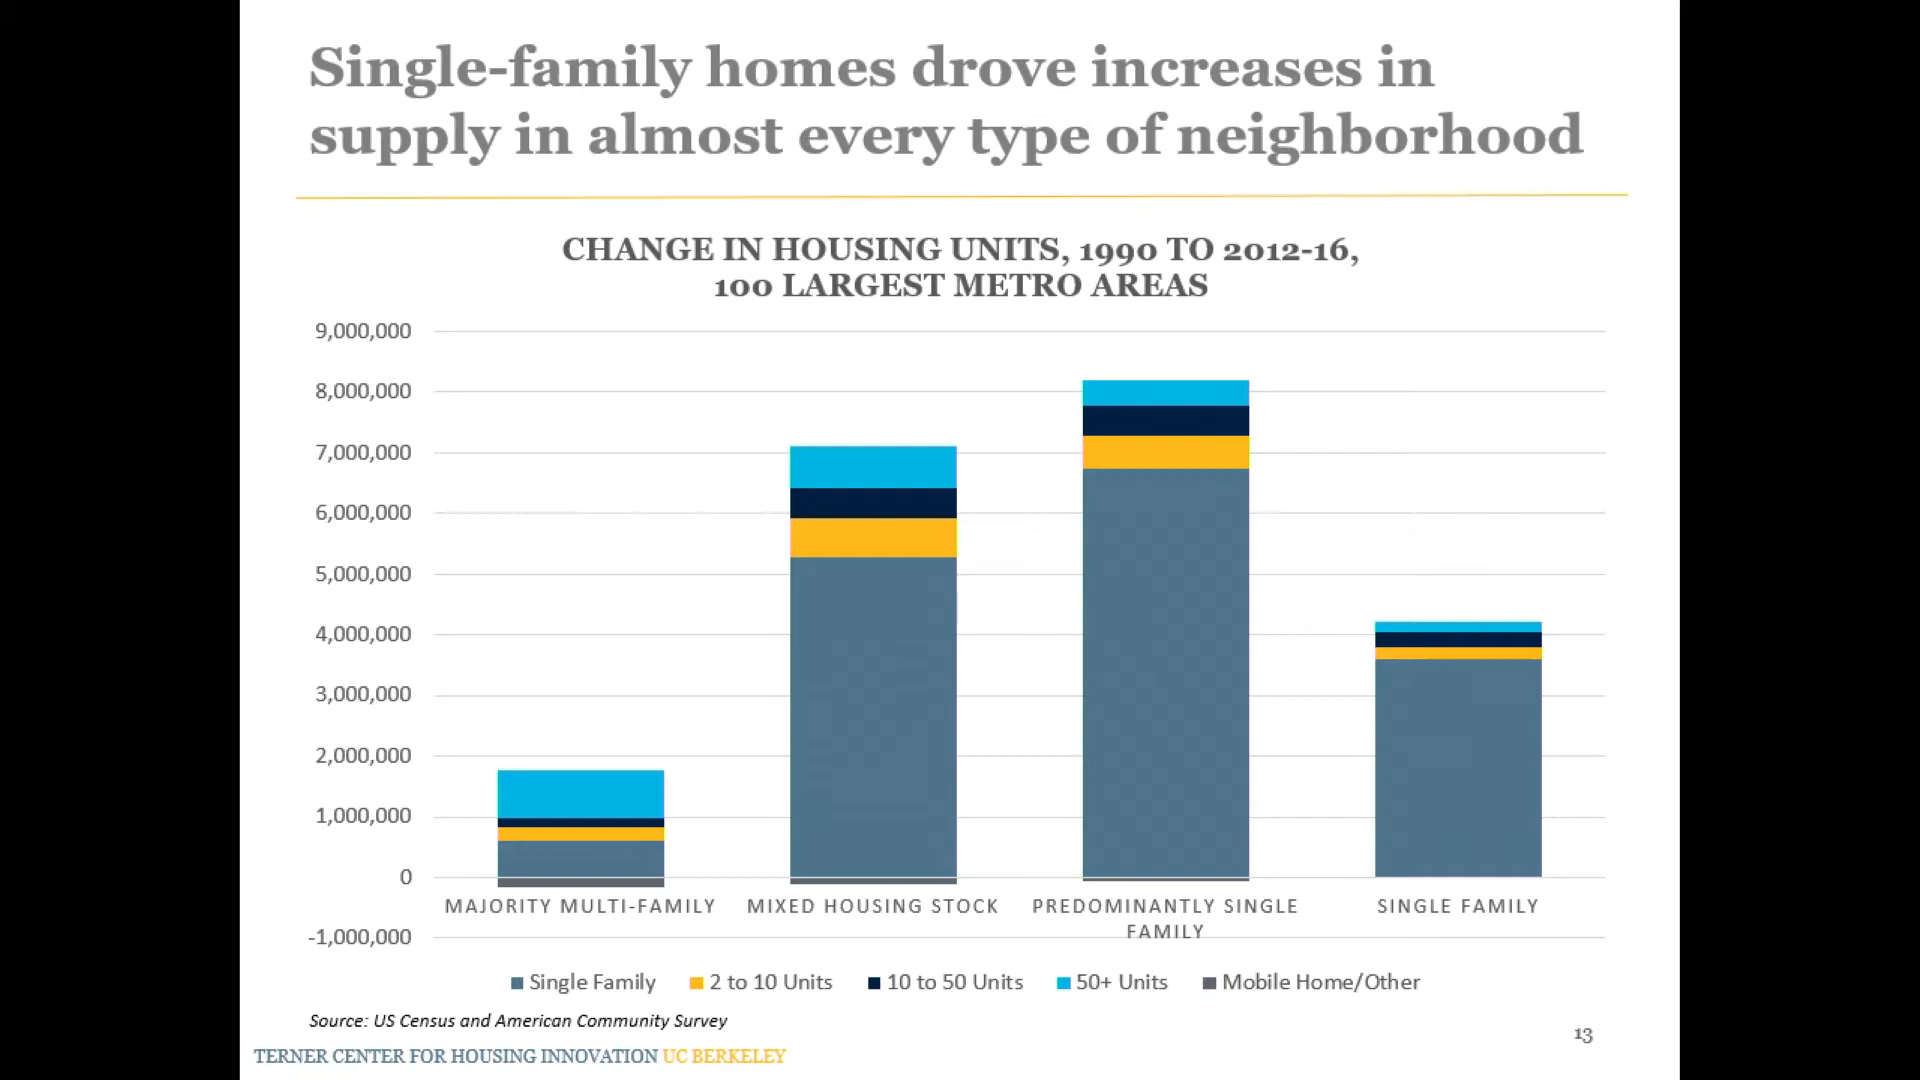 Single-family homes drove increases in
supply in almost every type of neighborhood
CHANGE IN HOUSING UNITS, 1990 TO 2012-16,
100 LARGEST METRO AREAS
9,000,000
8,000,000
7,000,000
6,000,000
5,000,000
4,000,000
3,000,000
2,000,000
1,000,000
0
-1,000,000
MAJORITY MULTI-FAMILY
MIXED HOUSING STOCK
PREDOMINANTLY SINGLE
FAMILY
SINGLE FAMILY
Single Family 2 to 10 Units 10 to 50 Units 50+ Units Mobile Home/Other
Source: US Census and American Community Survey
13
TERNER CENTER FOR HOUSING INNOVATION UC BERKELEY